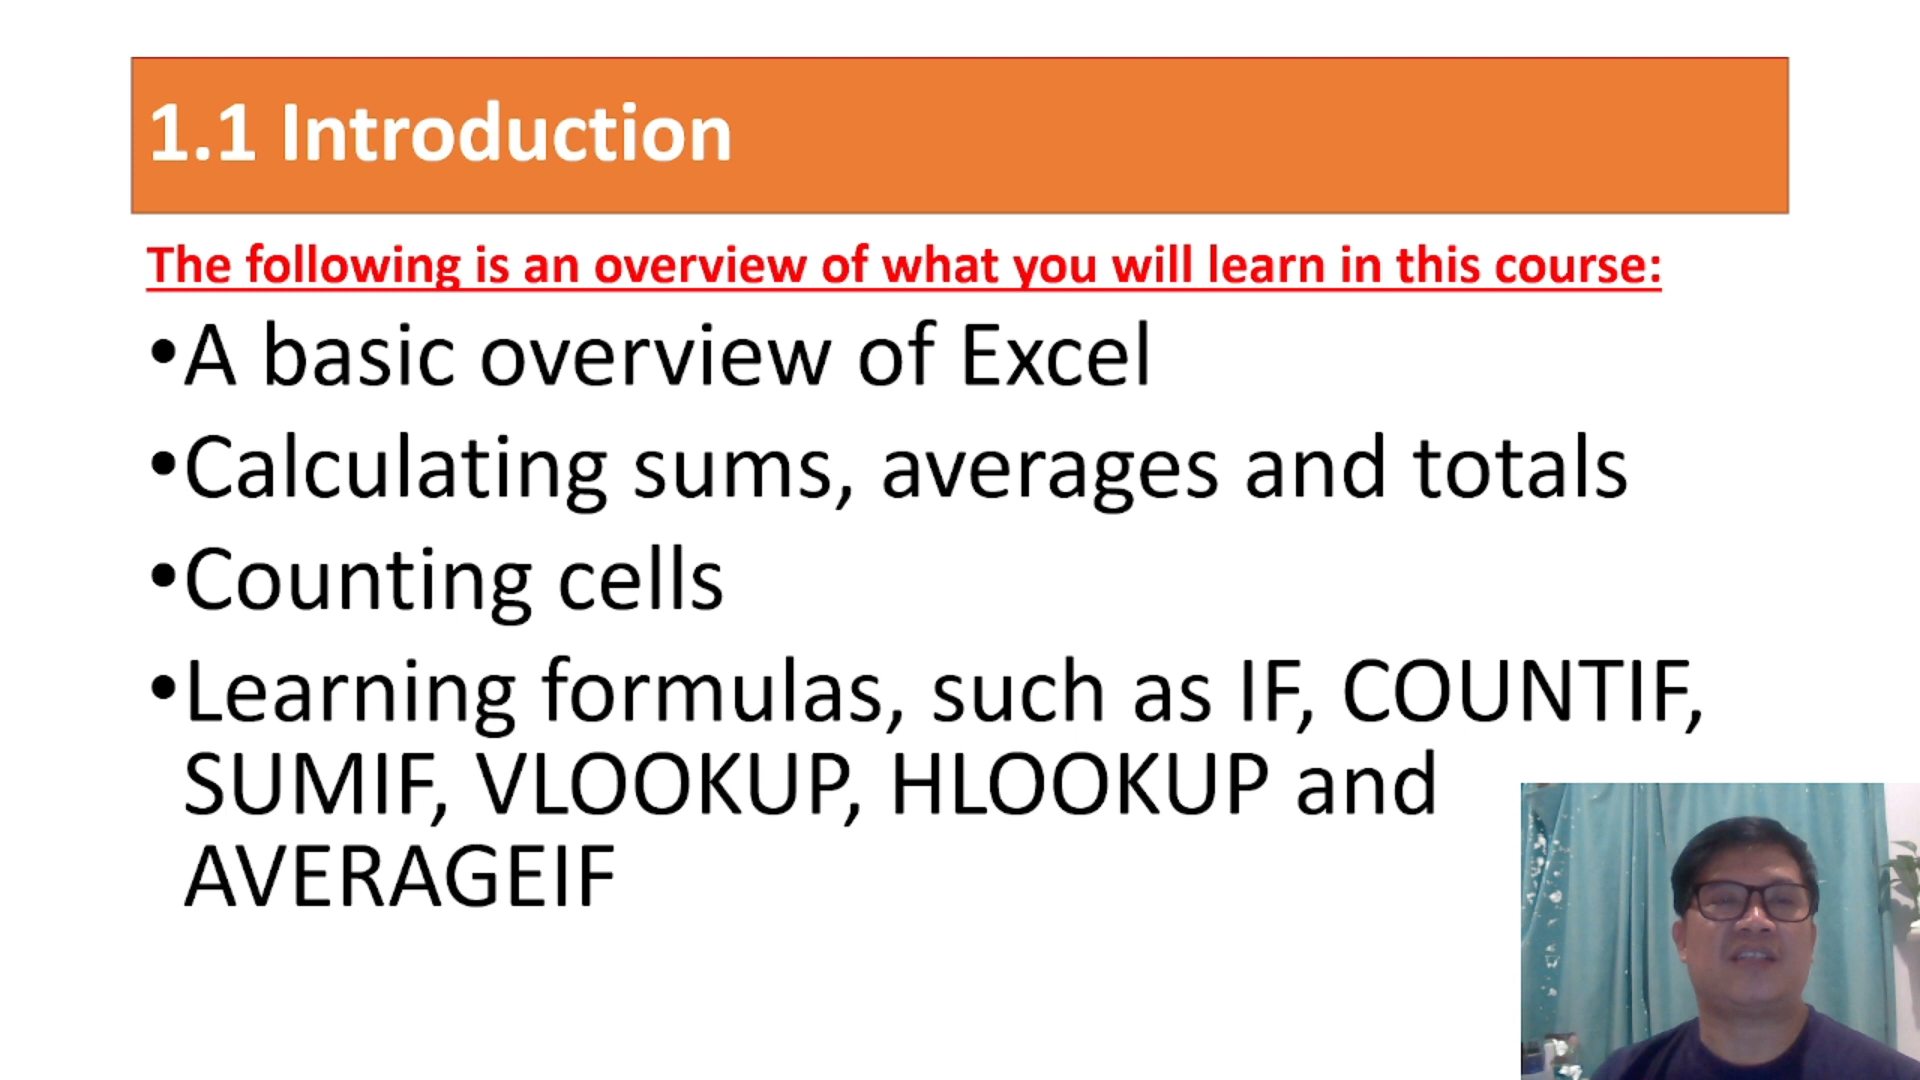 1.1 Introduction
The following is an overview of what you will learn in this course:
•A basic overview of Excel
•Calculating sums, averages and totals
•Counting cells
•Learning formulas, such as IF, COUNTIF,
SUMIF, VLOOKUP, HLOOKUP and
AVERAGEIF